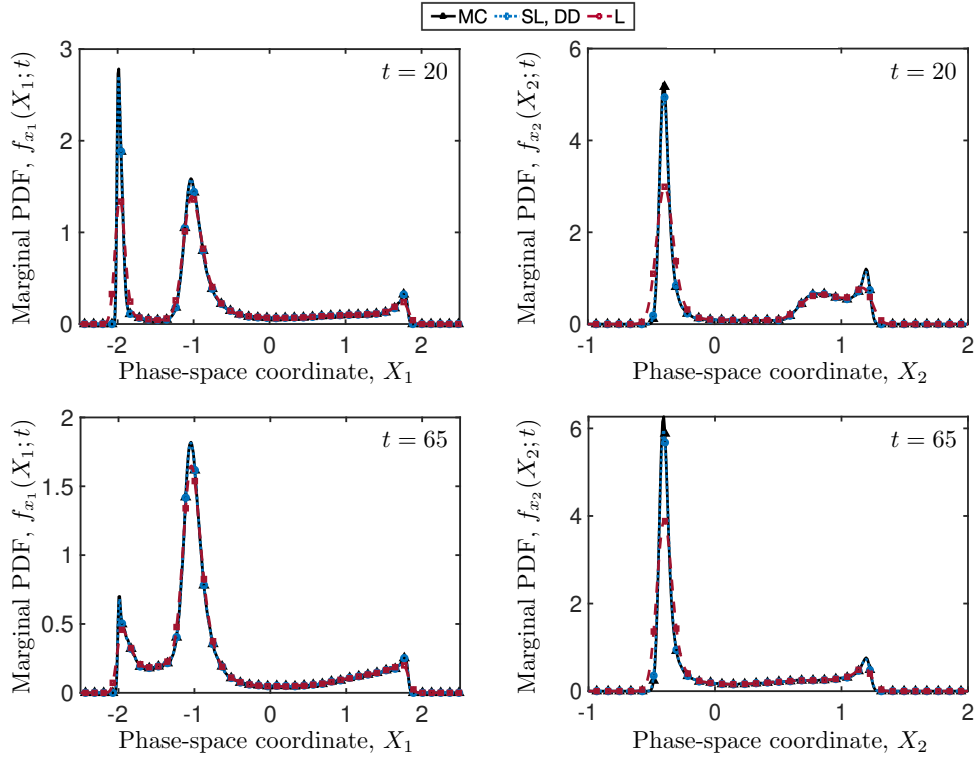 MC SL, DD L
t = 20
Marginal PDF, f_{x_1}(X_1; t)
3
2
1
0
-2 -1 0 1 2
Phase-space coordinate, X_1
t = 20
Marginal PDF, f_{x_2}(X_2; t)
6
4
2
0
-1 0 1 2
Phase-space coordinate, X_2
t = 65
Marginal PDF, f_{x_1}(X_1; t)
2
1.5
1
0.5
0
-2 -1 0 1 2
Phase-space coordinate, X_1
t = 65
Marginal PDF, f_{x_2}(X_2; t)
6
4
2
0
-1 0 1 2
Phase-space coordinate, X_2